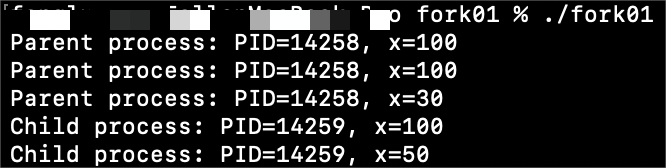 fork01 % ./fork01
Parent process: PID=14258, x=100
Parent process: PID=14258, x=100
Parent process: PID=14258, x=30
Child process: PID=14259, x=100
Child process: PID=14259, x=50